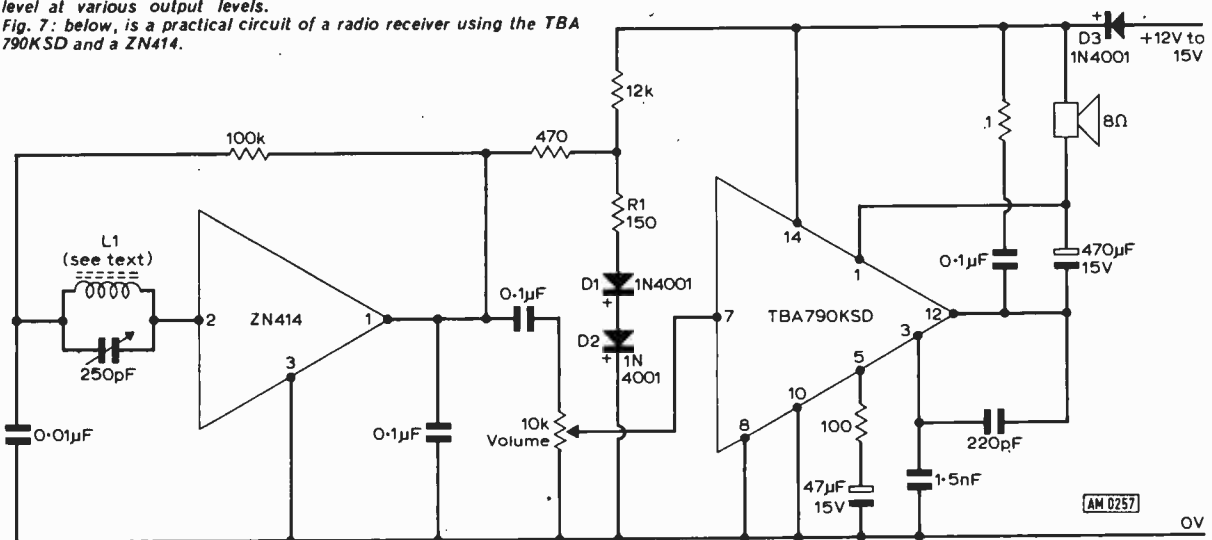 level at various output levels.
Fig. 7: below, is a practical circuit of a radio receiver using the TBA
790KSD and a ZN414.
+
D3
1N4001
+12V to
15V
12k
100k
470
·1
8Ω
R1
150
L1
(see text)
14
1
0·1µF
470µF
15V
D1
1N4001
+
2
ZN414
1
0·1µF
7
TBA790KSD
12
D2
+
1N
4001
3
250pF
3
5
10
0·01µF
0·1µF
10k
Volume
8
100
220pF
47µF
15V
1·5nF
AM 0257
0V